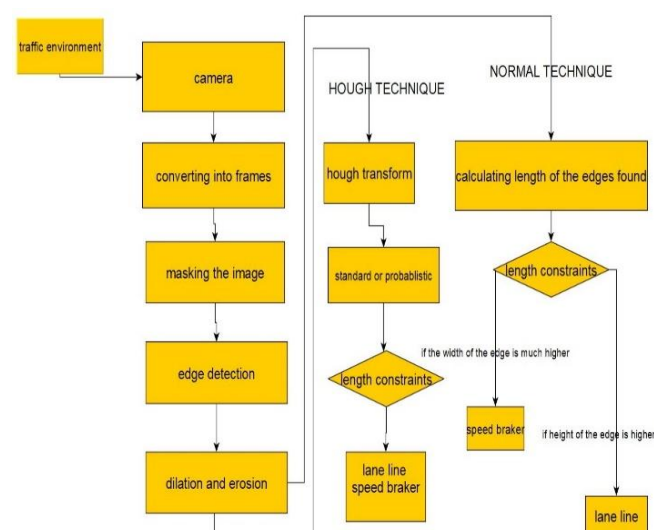 traffic environment
camera
converting into frames
masking the image
edge detection
dilation and erosion
HOUGH TECHNIQUE
hough transform
standard or probablistic
length constraints
lane line
speed braker
NORMAL TECHNIQUE
calculating length of the edges found
length constraints
if the width of the edge is much higher
speed braker
if height of the edge is higher
lane line